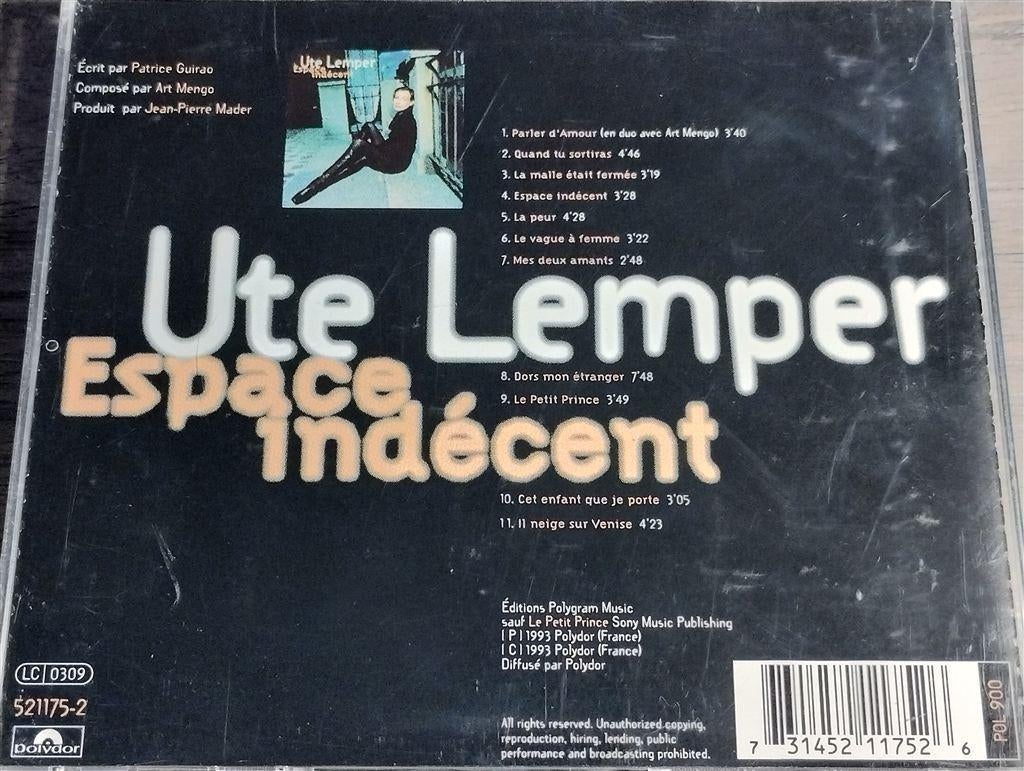 Écrit par Patrice Guirao
Composé par Art Mengo
Produit par Jean-Pierre Mader
Ute Lemper
Espace
indécent
1. Parler d'Amour (en duo avec Art Mengo) 3'40
2. Quand tu sortiras 4'46
3. La malle était fermée 3'19
4. Espace indécent 3'28
5. La peur 4'28
6. Le vague à femme 3'22
7. Mes deux amants 2'48
Ute Lemper
Espace
indécent
8. Dors mon étranger 7'48
9. Le Petit Prince 3'49
10. Cet enfant que je porte 3'05
11. Il neige sur Venise 4'23
Éditions Polygram Music
sauf Le Petit Prince Sony Music Publishing
(P) 1993 Polydor (France)
(C) 1993 Polydor (France)
Diffusé par Polydor
LC 0309
521175-2
polydor
All rights reserved. Unauthorized copying,
reproduction, hiring, lending, public
performance and broadcasting prohibited.
7 31452 11752 6
POL 900